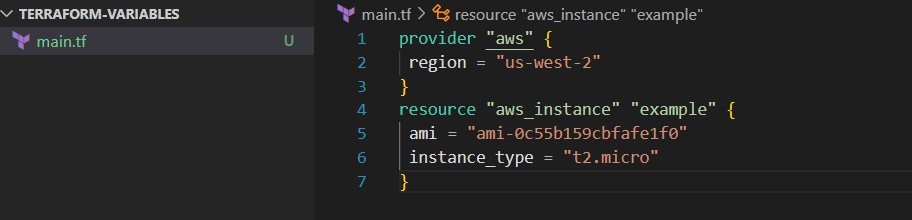 TERRAFORM-VARIABLES
main.tf U
main.tf > resource "aws_instance" "example"
1 provider "aws" {
2 region = "us-west-2"
3 }
4 resource "aws_instance" "example" {
5 ami = "ami-0c55b159cbfafe1f0"
6 instance_type = "t2.micro"
7 }